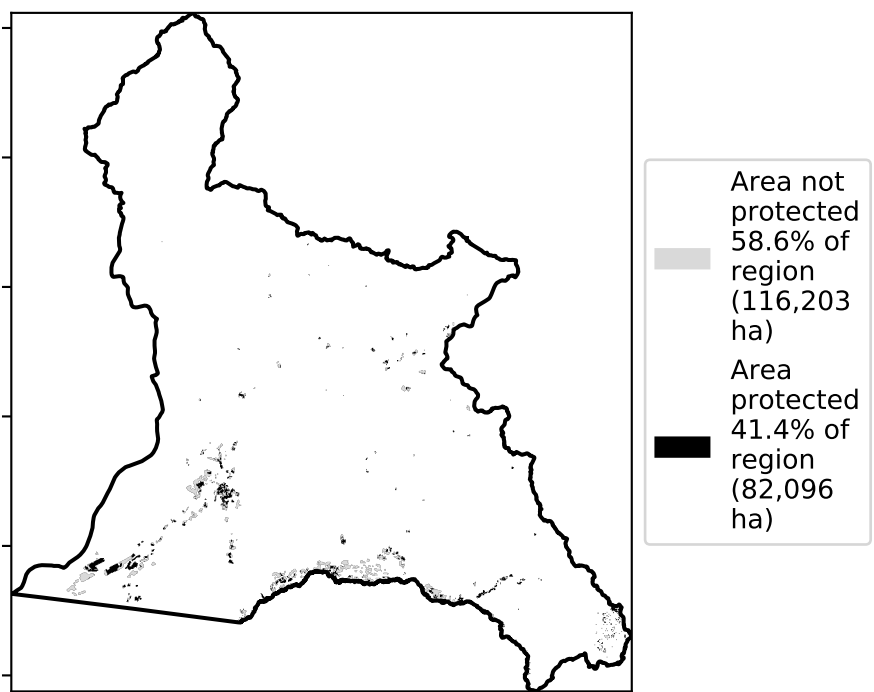 Area not
protected
58.6% of
region
(116,203
ha)
Area
protected
41.4% of
region
(82,096
ha)